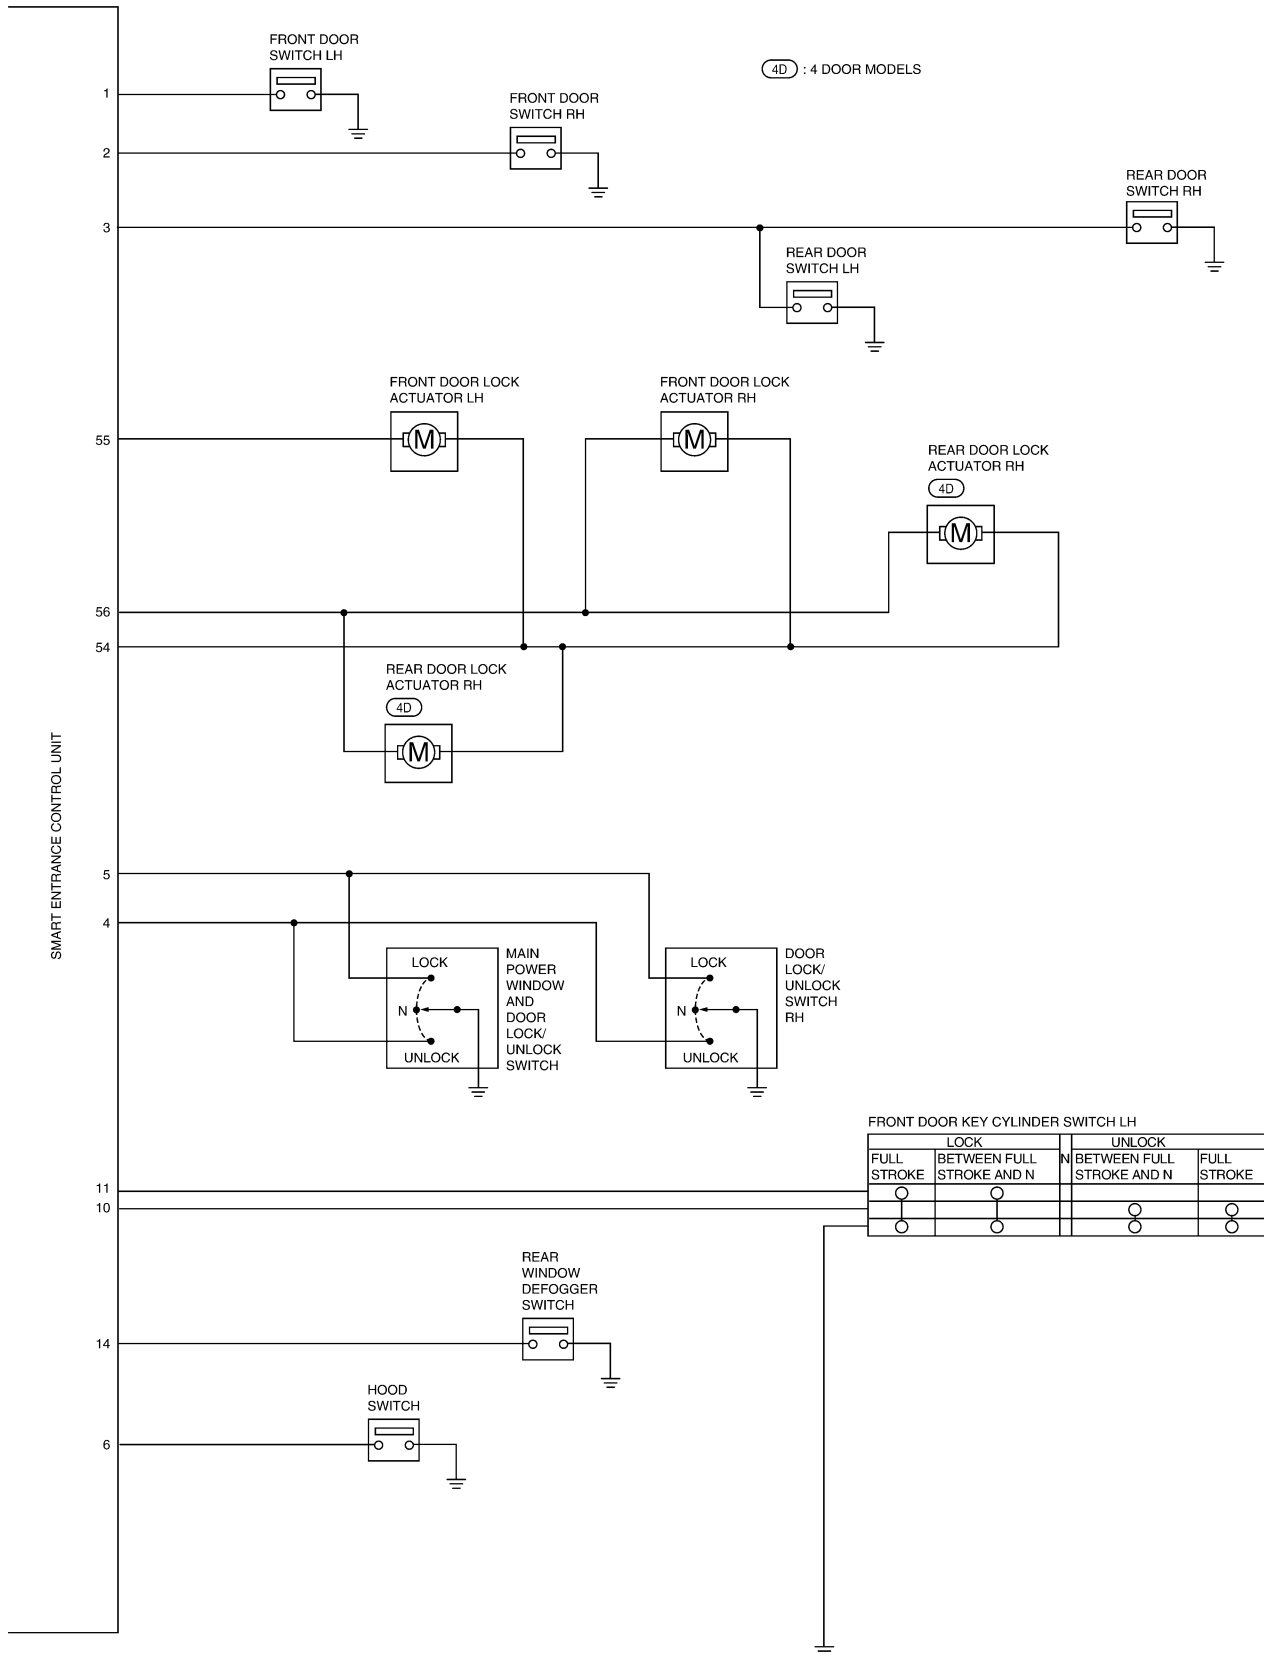 FRONT DOOR
SWITCH LH
4D : 4 DOOR MODELS
1
FRONT DOOR
SWITCH RH
2
REAR DOOR
SWITCH RH
3
REAR DOOR
SWITCH LH
FRONT DOOR LOCK
ACTUATOR LH
FRONT DOOR LOCK
ACTUATOR RH
55
M
M
REAR DOOR LOCK
ACTUATOR RH
4D
M
56
54
REAR DOOR LOCK
ACTUATOR RH
4D
M
SMART ENTRANCE CONTROL UNIT
5
4
LOCK
N
UNLOCK
MAIN
POWER
WINDOW
AND
DOOR
LOCK/
UNLOCK
SWITCH
LOCK
N
UNLOCK
DOOR
LOCK/
UNLOCK
SWITCH
RH
FRONT DOOR KEY CYLINDER SWITCH LH
LOCK
UNLOCK
FULL
STROKE
BETWEEN FULL
STROKE AND N
N
BETWEEN FULL
STROKE AND N
FULL
STROKE
11
10
REAR
WINDOW
DEFOGGER
SWITCH
14
HOOD
SWITCH
6